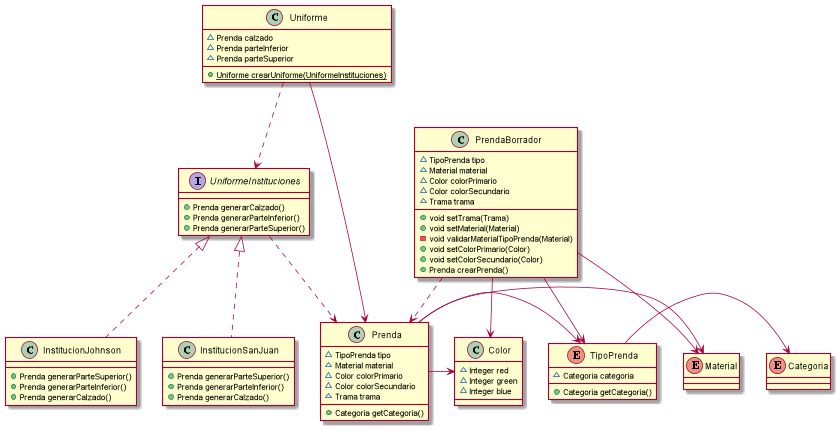 C Uniforme
Prenda calzado
Prenda parteInferior
Prenda parteSuperior
Uniforme crearUniforme(UniformeInstituciones)
C PrendaBorrador
TipoPrenda tipo
Material material
Color colorPrimario
Color colorSecundario
Trama trama
void setTrama(Trama)
void setMaterial(Material)
void validarMaterialTipoPrenda(Material)
void setColorPrimario(Color)
void setColorSecundario(Color)
Prenda crearPrenda()
I UniformeInstituciones
Prenda generarCalzado()
Prenda generarParteInferior()
Prenda generarParteSuperior()
C InstitucionJohnson
Prenda generarParteSuperior()
Prenda generarParteInferior()
Prenda generarCalzado()
C InstitucionSanJuan
Prenda generarParteSuperior()
Prenda generarParteInferior()
Prenda generarCalzado()
C Prenda
TipoPrenda tipo
Material material
Color colorPrimario
Color colorSecundario
Trama trama
Categoria getCategoria()
C Color
Integer red
Integer green
Integer blue
E TipoPrenda
Categoria categoria
Categoria getCategoria()
E Material
E Categoria